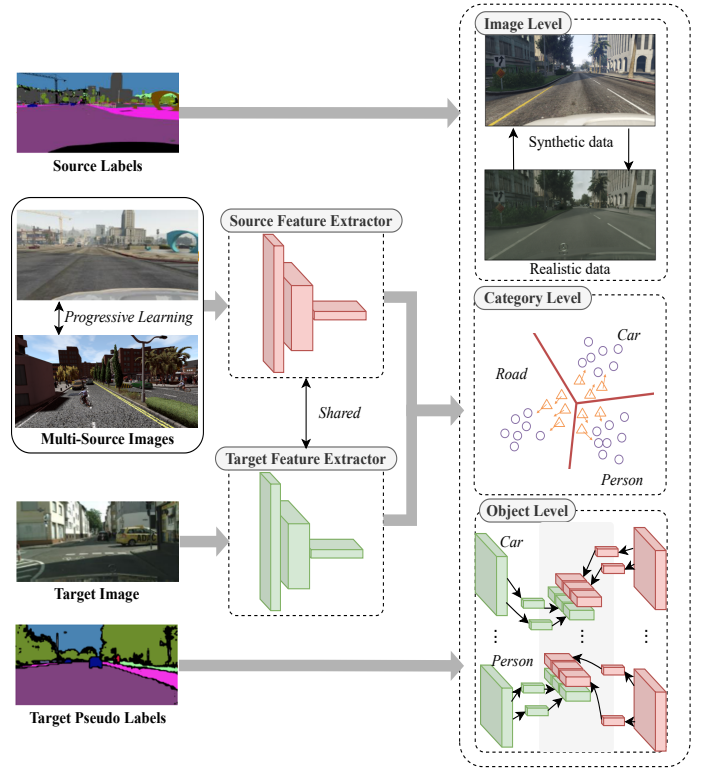 Image Level
Synthetic data
Realistic data
Source Labels
Source Feature Extractor
Progressive Learning
Multi-Source Images
Shared
Category Level
Car
Road
Person
Target Feature Extractor
Target Image
Object Level
Car
Person
Target Pseudo Labels